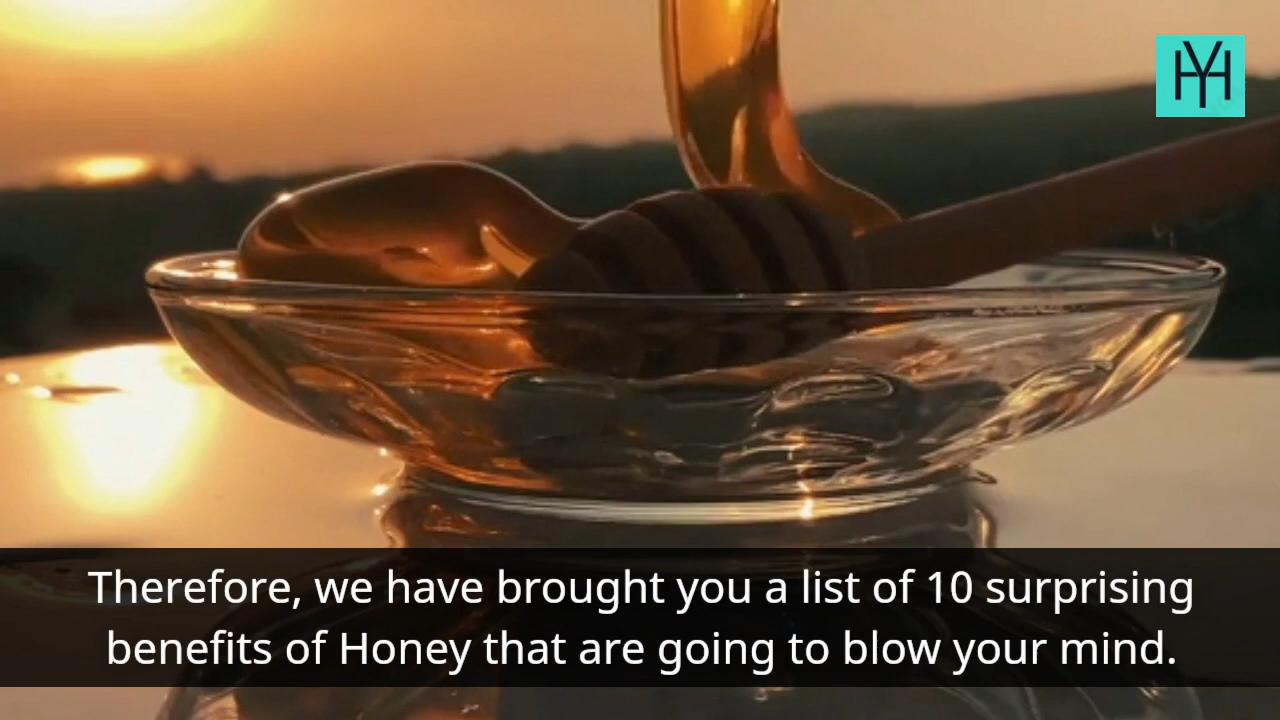 HY
Therefore, we have brought you a list of 10 surprising
benefits of Honey that are going to blow your mind.